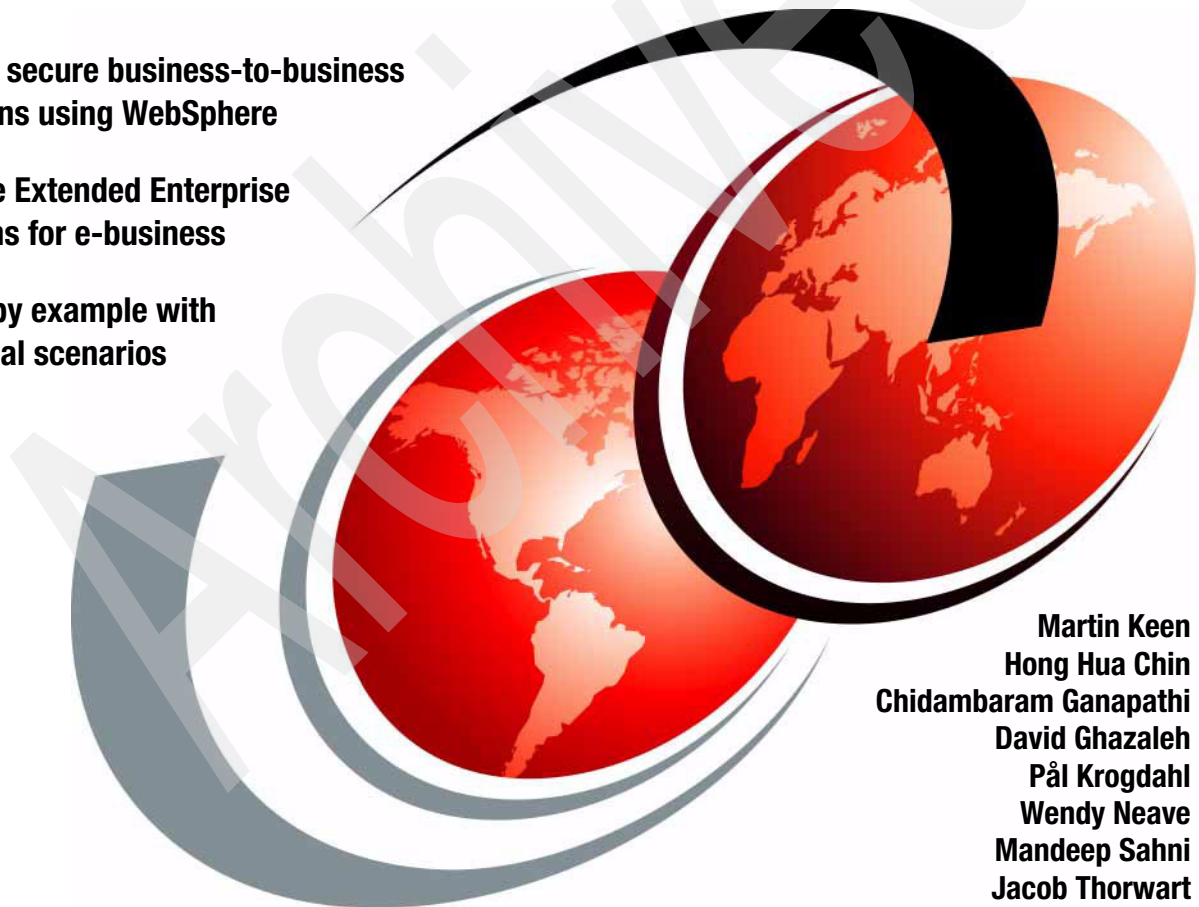 secure business-to-business
ns using WebSphere
e Extended Enterprise
ns for e-business
by example with
al scenarios
Martin Keen
Hong Hua Chin
Chidambaram Ganapathi
David Ghazaleh
Pål Krogdahl
Wendy Neave
Mandeep Sahni
Jacob Thorwart
Archive